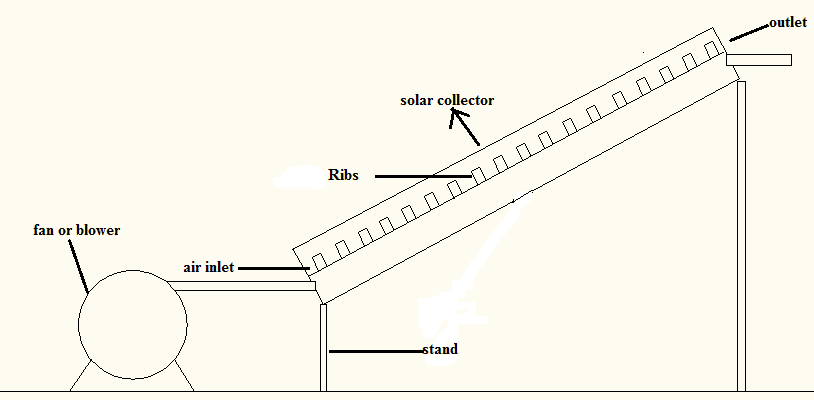 outlet
solar collector
Ribs
fan or blower
air inlet
stand